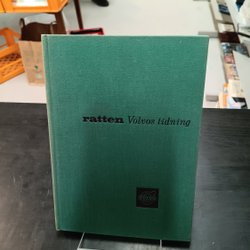 ratten Volvos tidning